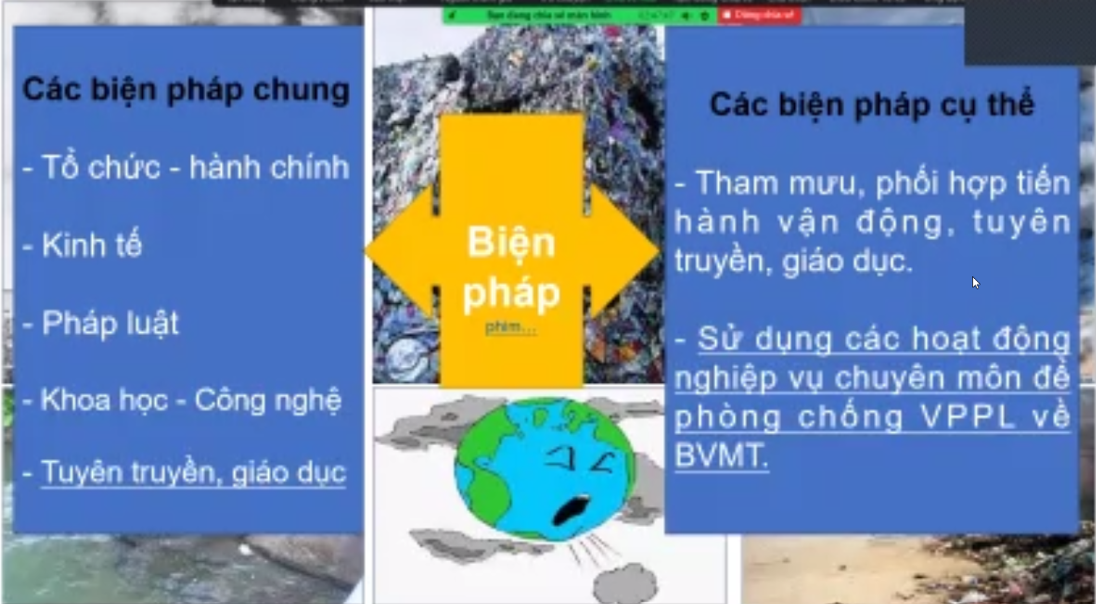 Bạn đang chia sẻ màn hình
Dừng chia sẻ
Các biện pháp chung
- Tổ chức - hành chính
- Kinh tế
- Pháp luật
- Khoa học - Công nghệ
- Tuyên truyền, giáo dục
Biện
pháp
phim...
Các biện pháp cụ thể
- Tham mưu, phối hợp tiến
hành vận động, tuyên
truyền, giáo dục.
- Sử dụng các hoạt động
nghiệp vụ chuyên môn để
phòng chống VPPL về
BVMT.